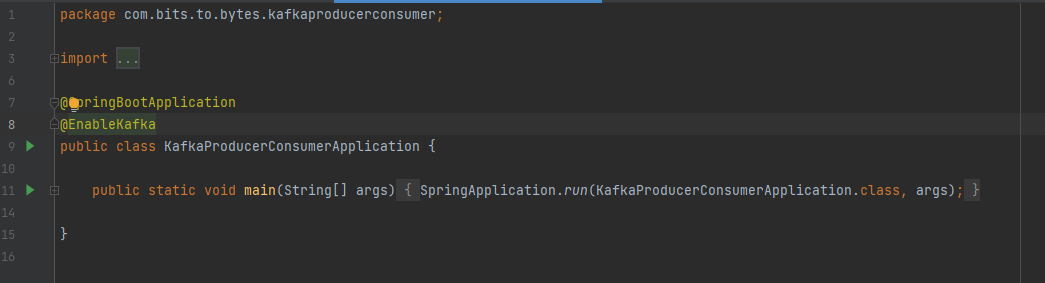 1 package com.bits.to.bytes.kafkaproducerconsumer;
2
3 import ...
6
7 @SpringBootApplication
8 @EnableKafka
9 public class KafkaProducerConsumerApplication {
10
11 public static void main(String[] args) { SpringApplication.run(KafkaProducerConsumerApplication.class, args); }
14
15 }
16